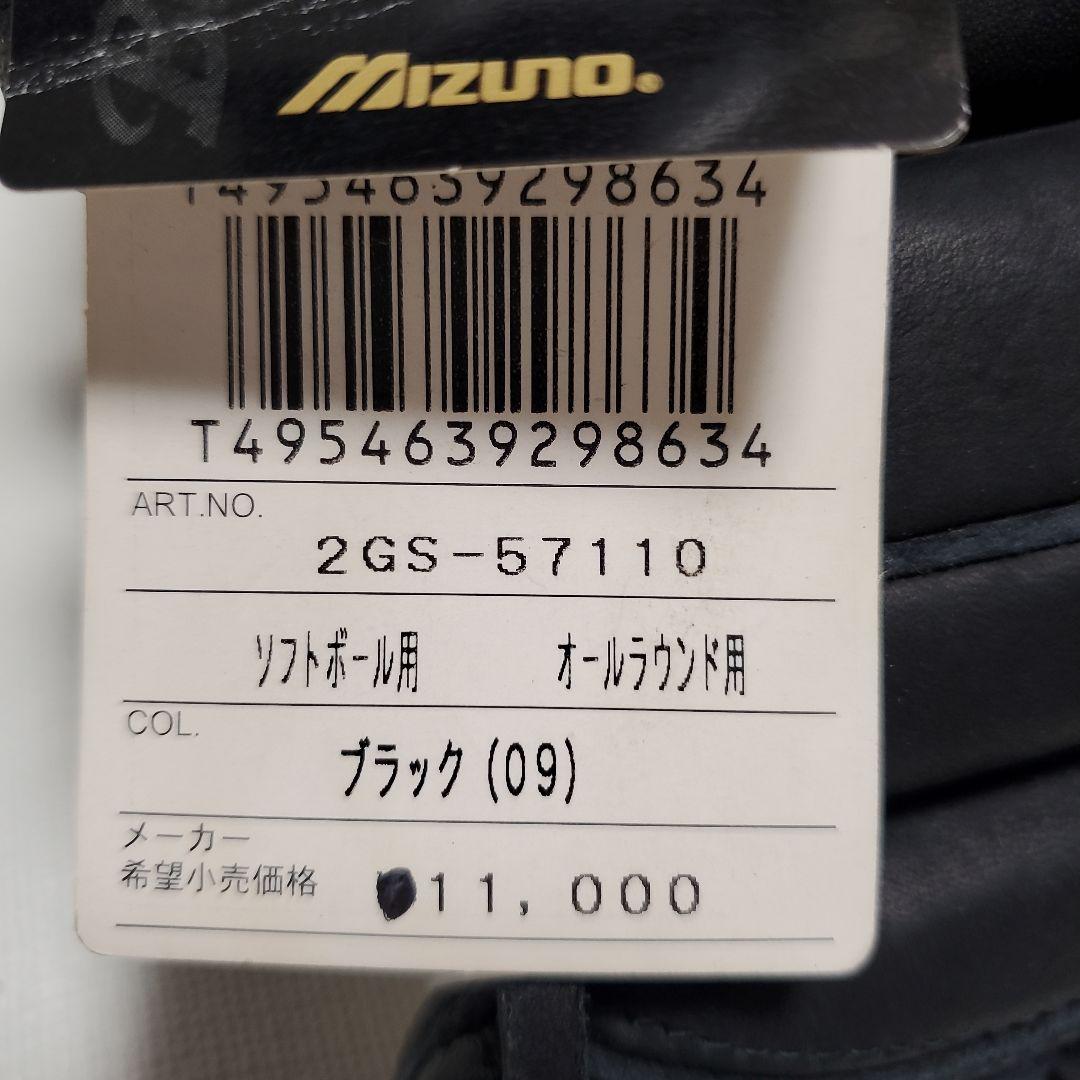 MIZUNO®
T4954639298634
T4954639298634
ART.NO.
2GS-57110
ソフトボール用 オールラウンド用
COL.
ブラック(09)
メーカー
希望小売価格 11,000